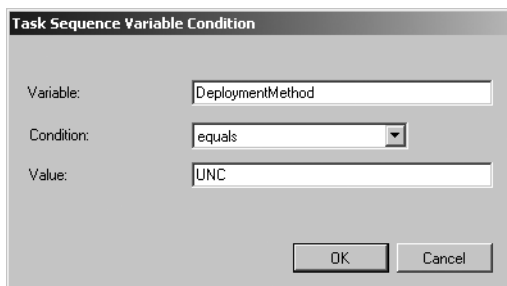 Task Sequence Variable Condition
Variable: DeploymentMethod
Condition: equals
Value: UNC
OK Cancel